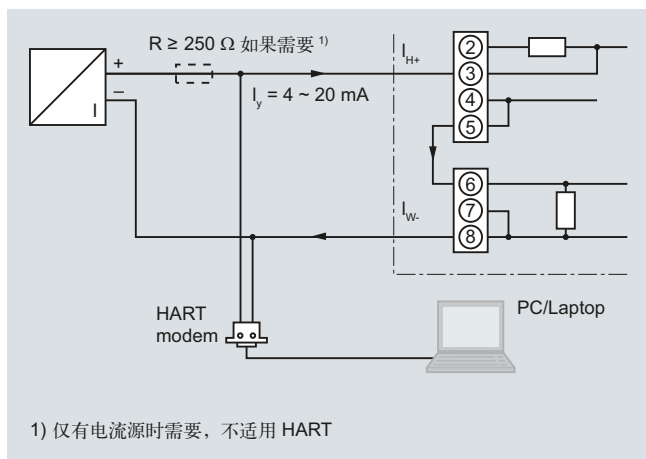 R ≥ 250 Ω 如果需要 1)
+
–
I
I_y = 4 ~ 20 mA
I_H+
2
3
4
5
6
7
8
I_W-
HART
modem
PC/Laptop
1) 仅有电流源时需要，不适用 HART